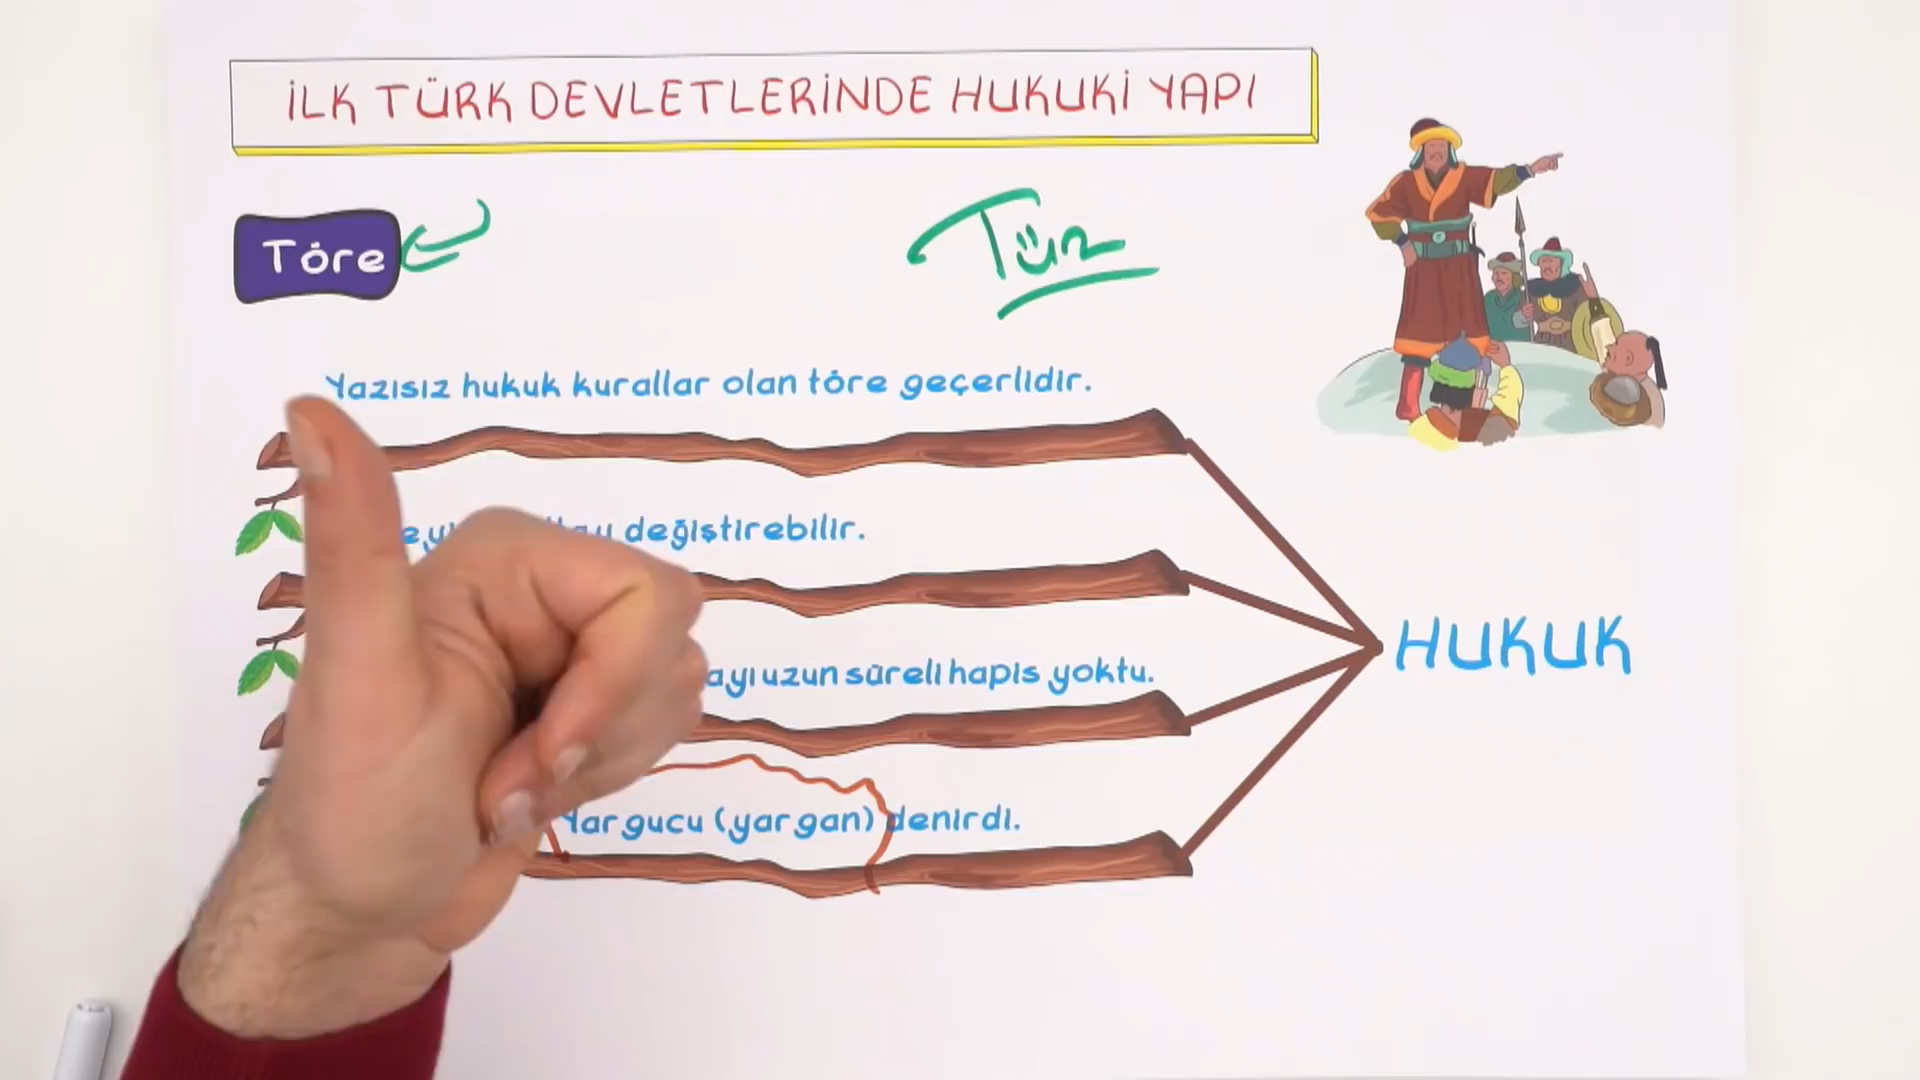 İLK TÜRK DEVLETLERİNDE HUKUKİ YAPI
Töre
Tüz
Yazısız hukuk kurallar olan töre geçerlidir.
değiştirebilir.
uzun süreli hapis yoktu.
Yargucu (yargan) denirdi.
HUKUK